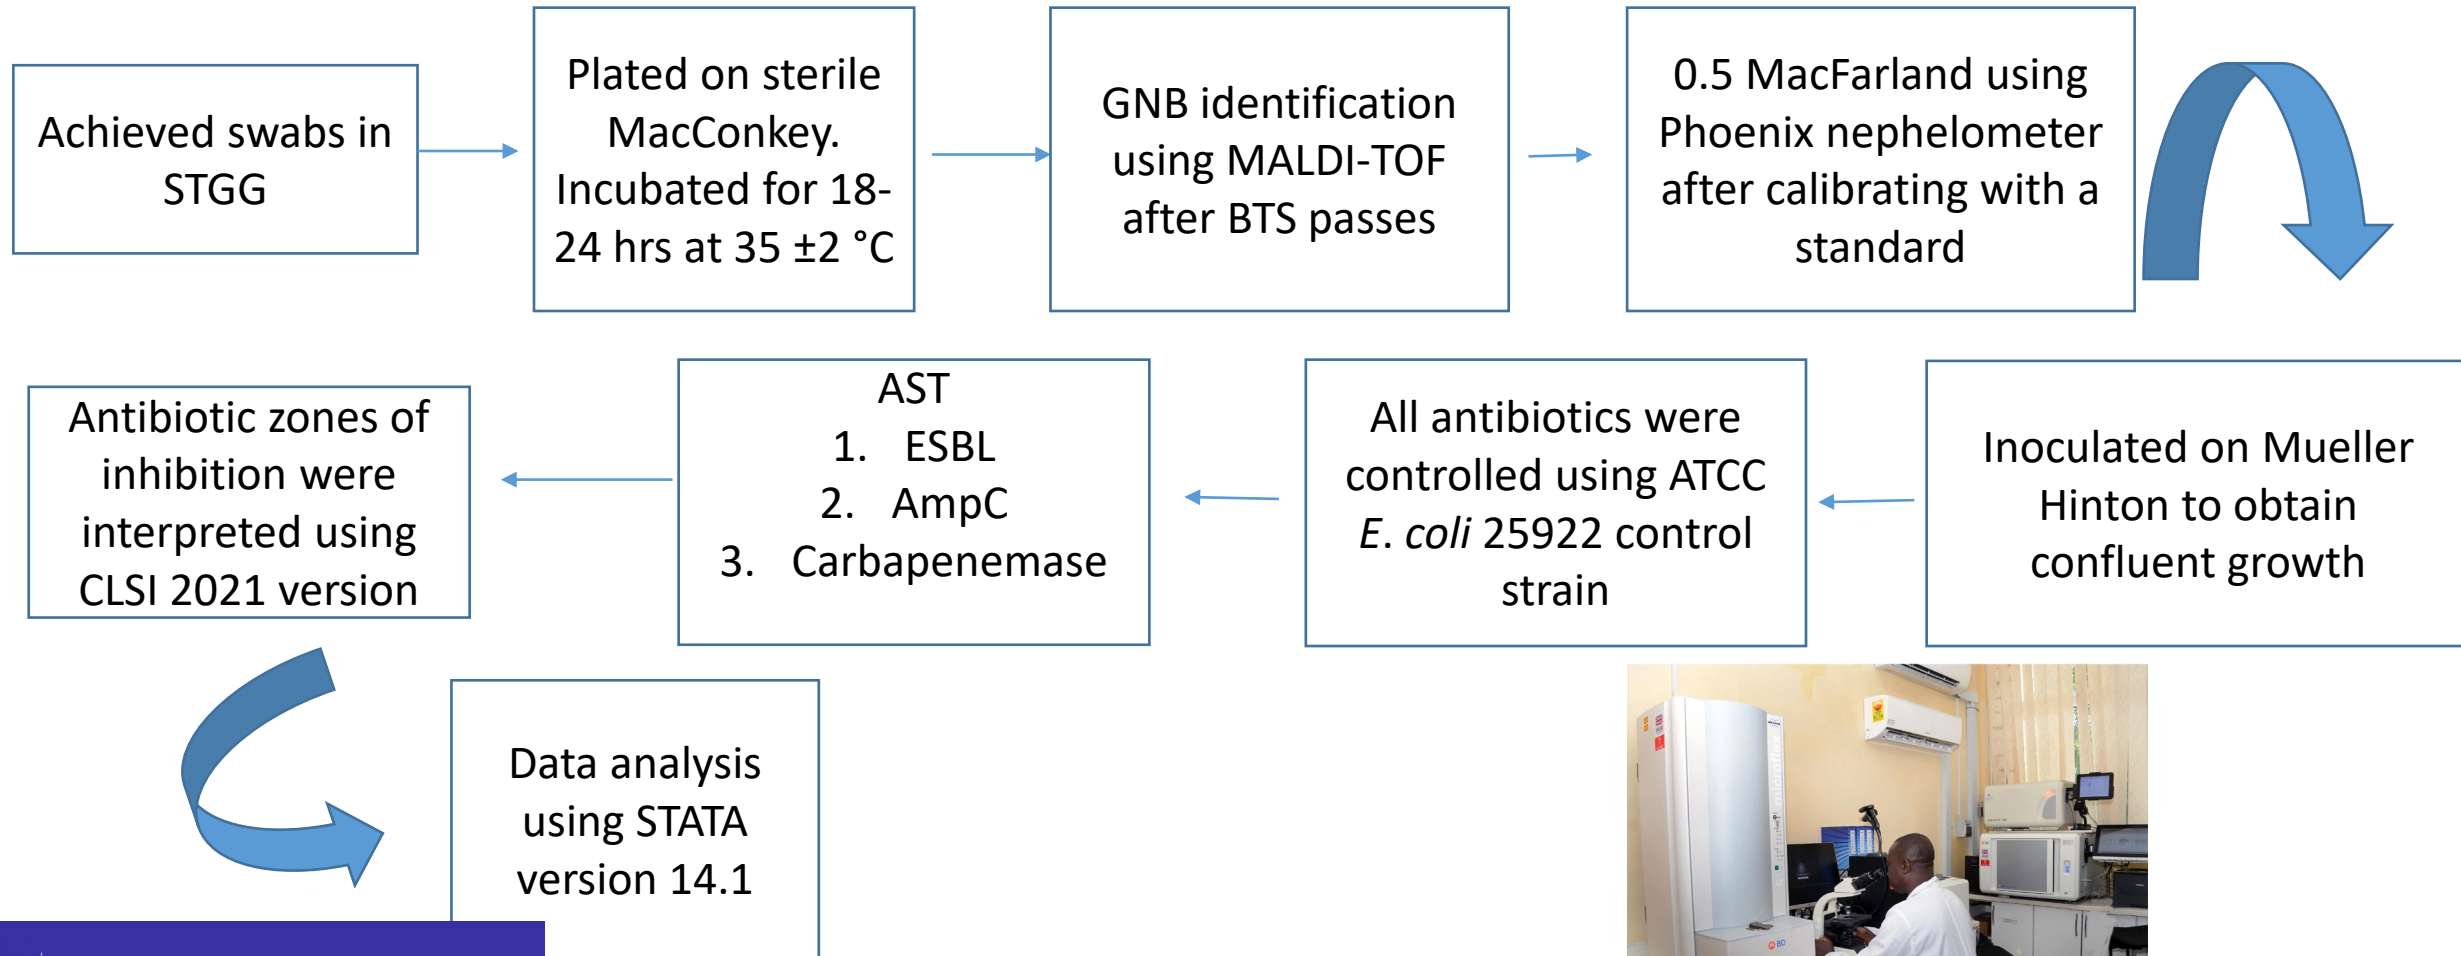 Achieved swabs in
STGG
Plated on sterile
MacConkey.
Incubated for 18-
24 hrs at 35 ±2 °C
GNB identification
using MALDI-TOF
after BTS passes
0.5 MacFarland using
Phoenix nephelometer
after calibrating with a
standard
Inoculated on Mueller
Hinton to obtain
confluent growth
All antibiotics were
controlled using ATCC
E. coli 25922 control
strain
AST
1. ESBL
2. AmpC
3. Carbapenemase
Antibiotic zones of
inhibition were
interpreted using
CLSI 2021 version
Data analysis
using STATA
version 14.1
microflex
BD